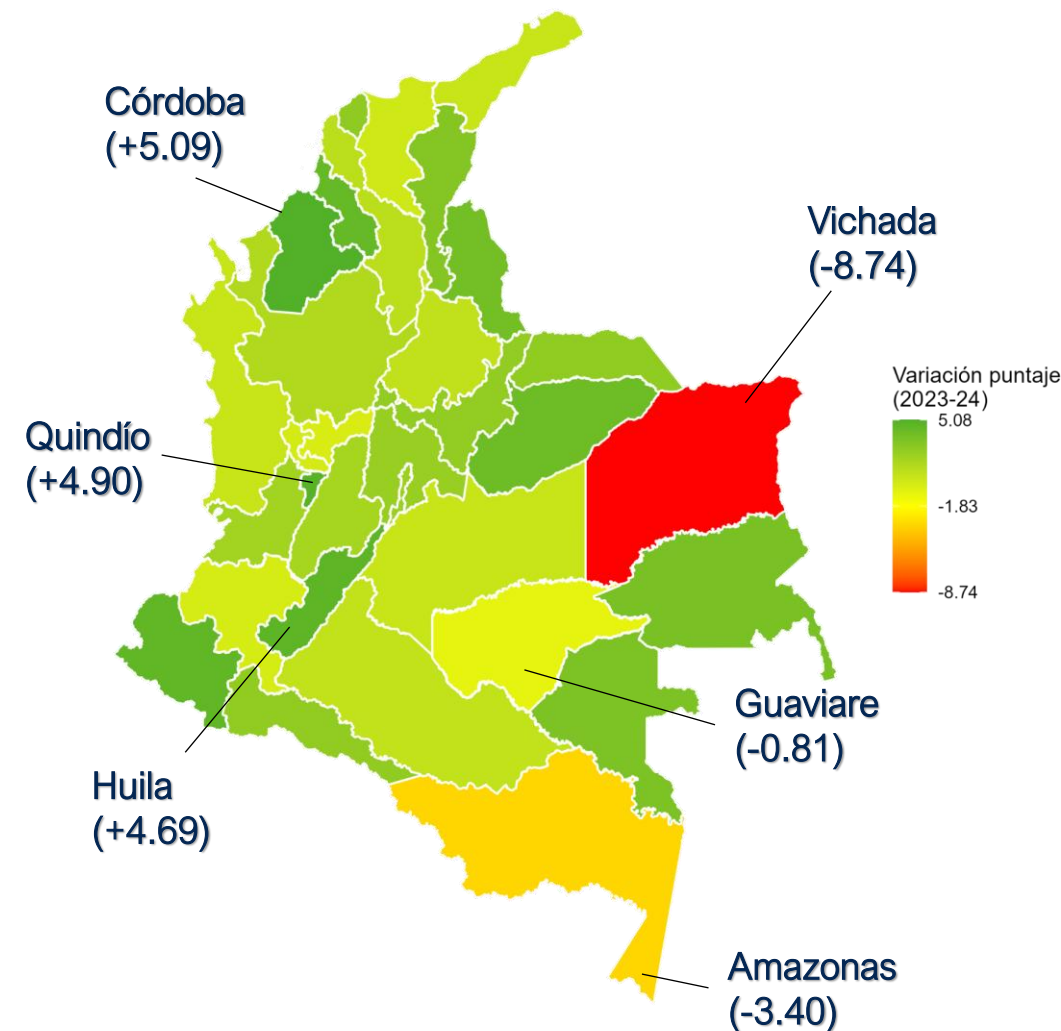 Córdoba
(+5.09)
Vichada
(-8.74)
Variación puntaje
(2023-24)
5.08
-1.83
-8.74
Quindío
(+4.90)
Guaviare
(-0.81)
Huila
(+4.69)
Amazonas
(-3.40)